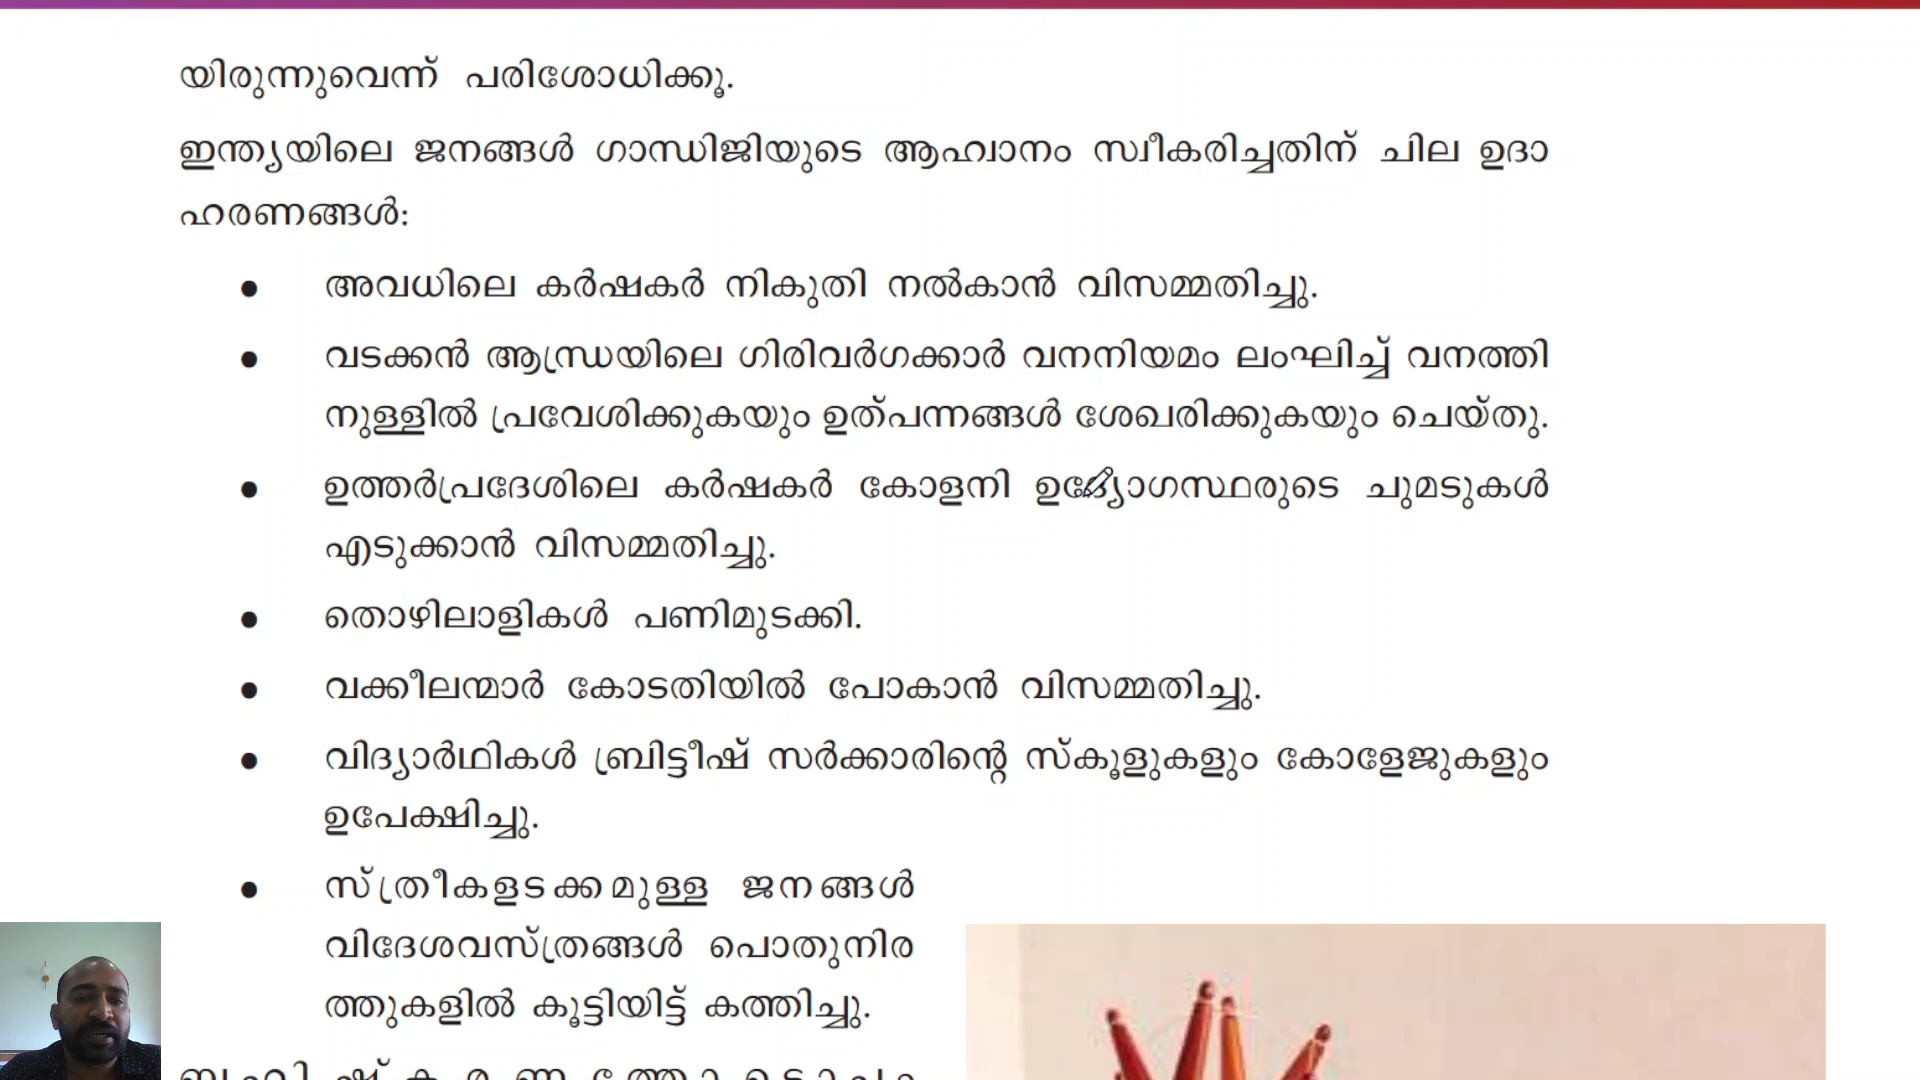 യിരുന്നുവെന്ന് പരിശോധിക്കൂ.
ഇന്ത്യയിലെ ജനങ്ങൾ ഗാന്ധിജിയുടെ ആഹ്വാനം സ്വീകരിച്ചതിന് ചില ഉദാ
ഹരണങ്ങൾ:
● അവധിലെ കർഷകർ നികുതി നൽകാൻ വിസമ്മതിച്ചു.
● വടക്കൻ ആന്ധ്രയിലെ ഗിരിവർഗക്കാർ വനനിയമം ലംഘിച്ച് വനത്തി
നുള്ളിൽ പ്രവേശിക്കുകയും ഉത്പന്നങ്ങൾ ശേഖരിക്കുകയും ചെയ്തു.
● ഉത്തർപ്രദേശിലെ കർഷകർ കോളനി ഉദ്യോഗസ്ഥരുടെ ചുമടുകൾ
എടുക്കാൻ വിസമ്മതിച്ചു.
● തൊഴിലാളികൾ പണിമുടക്കി.
● വക്കീലന്മാർ കോടതിയിൽ പോകാൻ വിസമ്മതിച്ചു.
● വിദ്യാർഥികൾ ബ്രിട്ടീഷ് സർക്കാരിന്റെ സ്കൂളുകളും കോളേജുകളും
ഉപേക്ഷിച്ചു.
● സ്ത്രീകളടക്കമുള്ള ജനങ്ങൾ
വിദേശവസ്ത്രങ്ങൾ പൊതുനിര
ത്തുകളിൽ കൂട്ടിയിട്ട് കത്തിച്ചു.